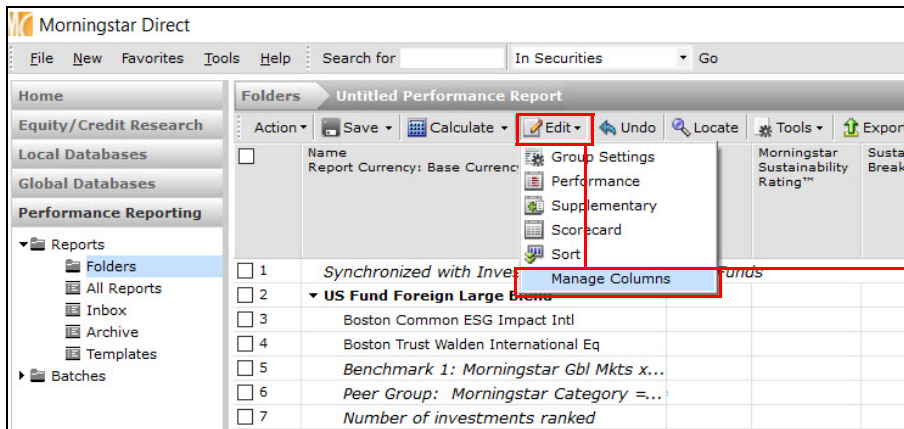 Morningstar Direct
File New Favorites Tools Help Search for In Securities Go
Home
Equity/Credit Research
Local Databases
Global Databases
Performance Reporting
Reports
Folders
All Reports
Inbox
Archive
Templates
Batches
Folders Untitled Performance Report
Action Save Calculate Edit Undo Locate Tools Export
Name
Report Currency: Base Currenc
Morningstar
Sustainability
Rating™
Susta
Break
Group Settings
Performance
Supplementary
Scorecard
Sort
Manage Columns
1 Synchronized with Inve Funds
2 US Fund Foreign Large Blend
3 Boston Common ESG Impact Intl
4 Boston Trust Walden International Eq
5 Benchmark 1: Morningstar Gbl Mkts x...
6 Peer Group: Morningstar Category =...
7 Number of investments ranked